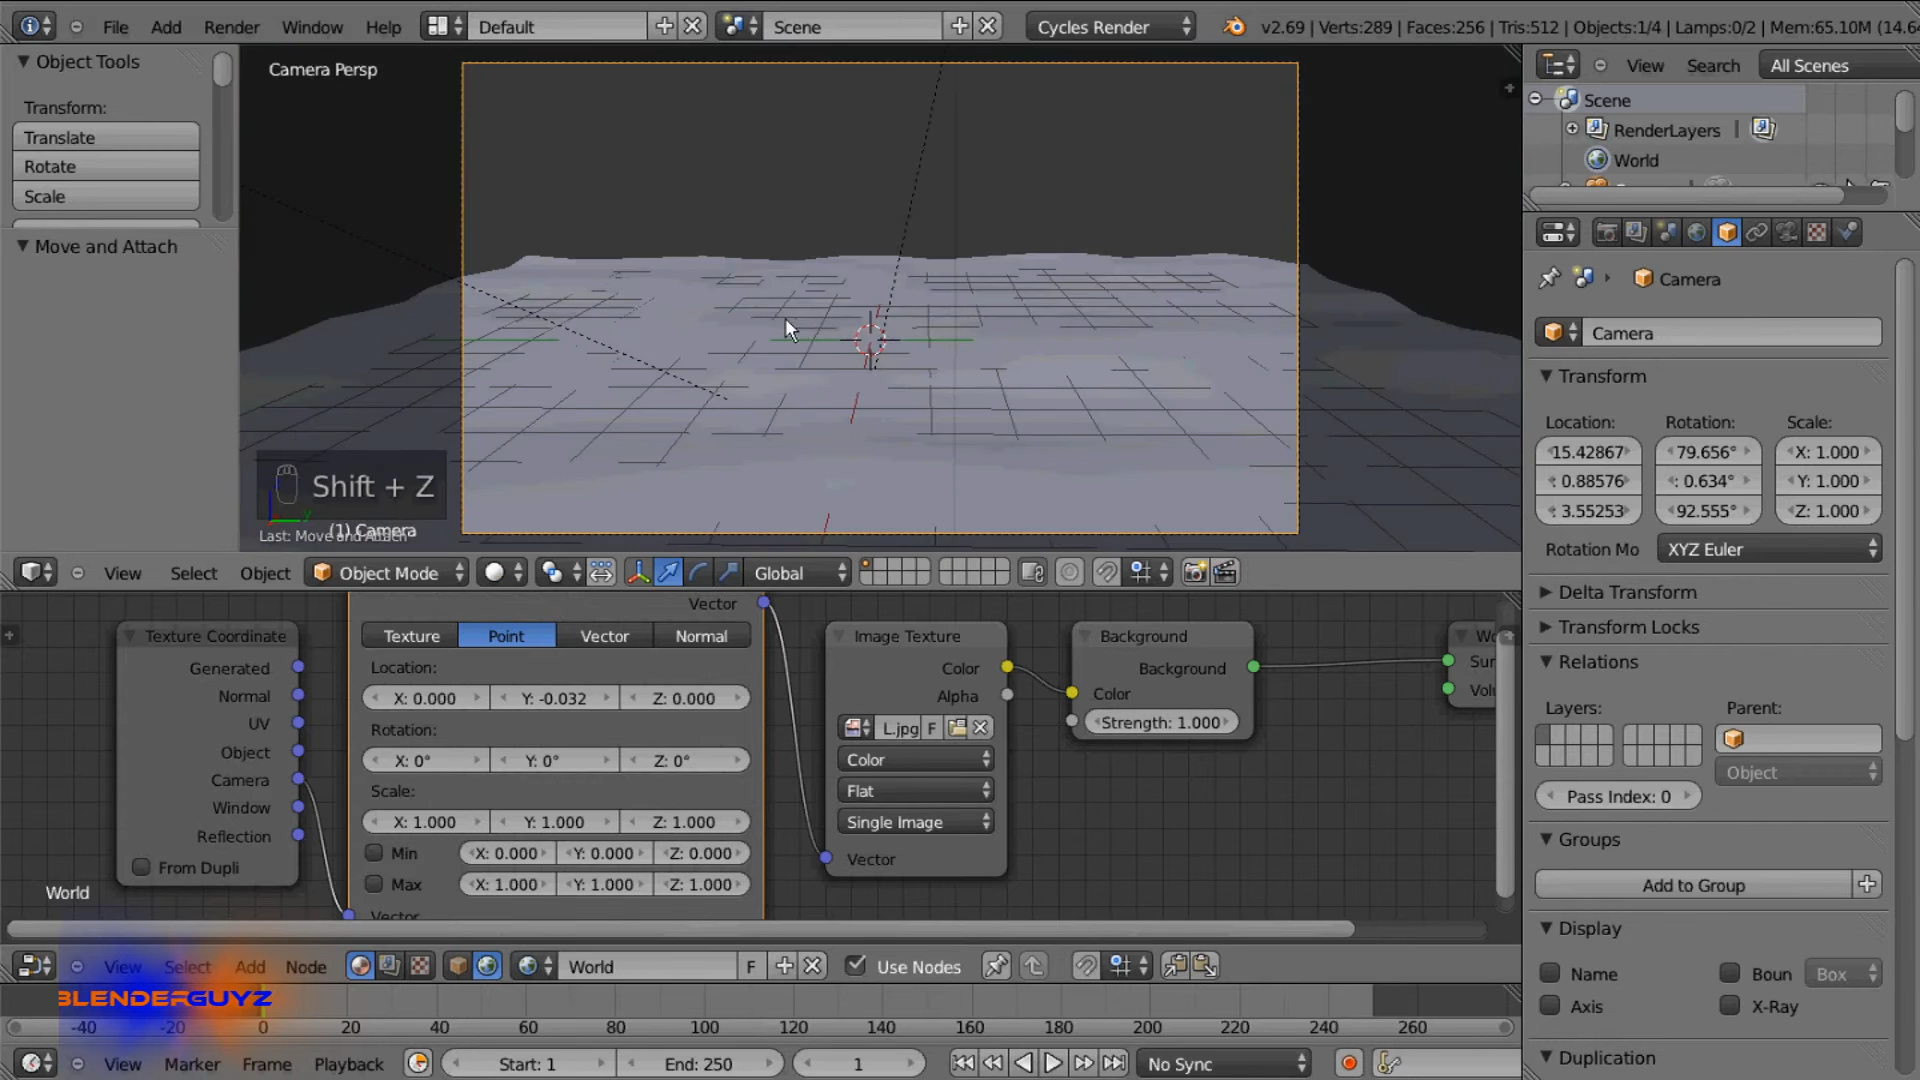 File Add Render Window Help Default Scene Cycles Render v2.69 | Verts:289 | Faces:256 | Tris:512 | Objects:1/4 | Lamps:0/2 | Mem:65.10M (14.64
Object Tools
Transform:
Translate
Rotate
Scale
Move and Attach
Camera Persp
Shift + Z
(1) Camera
Last: Move and Attach
View Select Object Object Mode Global
View Search All Scenes
Scene
RenderLayers
World
Camera
Camera
Transform
Location: Rotation: Scale:
15.42867 79.656° X: 1.000
: 0.88576 : 0.634° Y: 1.000
: 3.55253 92.555° Z: 1.000
Rotation Mo XYZ Euler
Delta Transform
Transform Locks
Relations
Layers: Parent:
Object
Pass Index: 0
Groups
Add to Group
Display
Name Boun Box
Axis X-Ray
Duplication
Texture Coordinate
Generated
Normal
UV
Object
Camera
Window
Reflection
From Dupli
Vector
Texture Point Vector Normal
Location:
X: 0.000 Y: -0.032 Z: 0.000
Rotation:
X: 0° Y: 0° Z: 0°
Scale:
X: 1.000 Y: 1.000 Z: 1.000
Min X: 0.000 Y: 0.000 Z: 0.000
Max X: 1.000 Y: 1.000 Z: 1.000
Vector
Image Texture
Color
Alpha
L.jpg F
Color
Flat
Single Image
Vector
Background
Background
Color
Strength: 1.000
Wo
Sur
Volu
World
View Select Add Node World F Use Nodes
BLENDERGUYZ
-40 -20 0 20 40 60 80 100 120 140 160 180 200 220 240 260
View Marker Frame Playback Start: 1 End: 250 1 No Sync